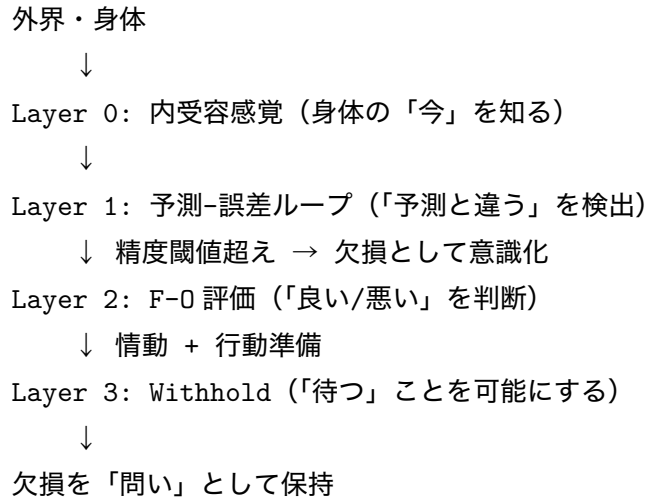 外界・身体
↓
Layer 0: 内受容感覚（身体の「今」を知る）
↓
Layer 1: 予測-誤差ループ（「予測と違う」を検出）
↓ 精度閾値超え → 欠損として意識化
Layer 2: F-O 評価（「良い/悪い」を判断）
↓ 情動 + 行動準備
Layer 3: Withhold（「待つ」ことを可能にする）
↓
欠損を「問い」として保持